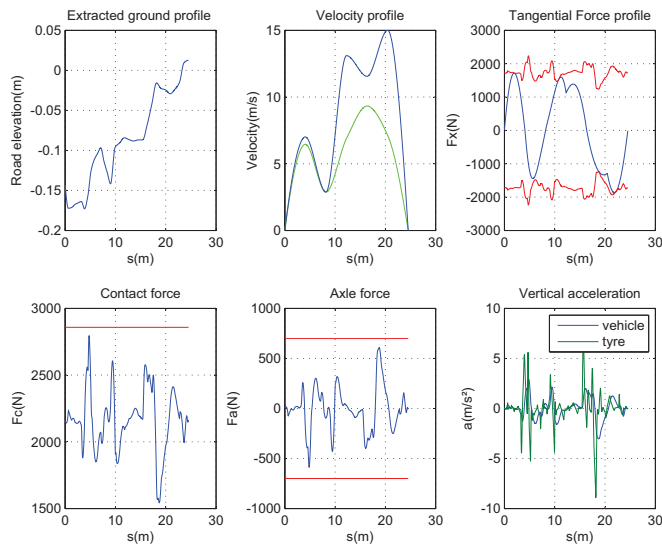 Extracted ground profile
Velocity profile
Tangential Force profile
0.05
0
-0.05
-0.1
-0.15
-0.2
Road elevation(m)
0 10 20 30
s(m)
15
10
5
0
Velocity(m/s)
0 10 20 30
s(m)
3000
2000
1000
0
-1000
-2000
-3000
Fx(N)
0 10 20 30
s(m)
Contact force
Axle force
Vertical acceleration
3000
2500
2200
1500
Fc(N)
0 10 20 30
s(m)
1000
500
0
-500
-1000
Fa(N)
0 10 20 30
s(m)
vehicle
tyre
10
5
0
-5
-10
a(m/s²)
0 10 20 30
s(m)